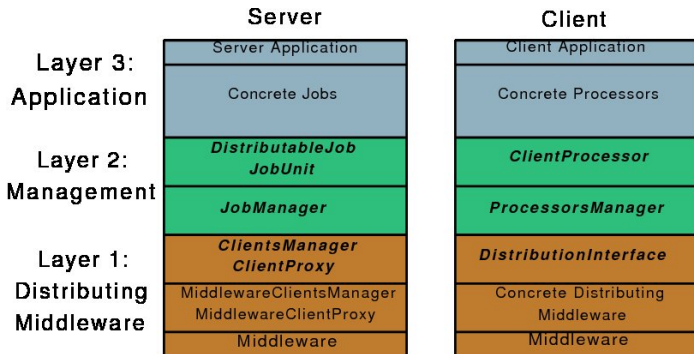 Server
Client
Layer 3:
Application
Server Application
Concrete Jobs
Client Application
Concrete Processors
Layer 2:
Management
DistributableJob
JobUnit
JobManager
ClientProcessor
ProcessorsManager
Layer 1:
Distributing
Middleware
ClientsManager
ClientProxy
MiddlewareClientsManager
MiddlewareClientProxy
Middleware
DistributionInterface
Concrete Distributing
Middleware
Middleware